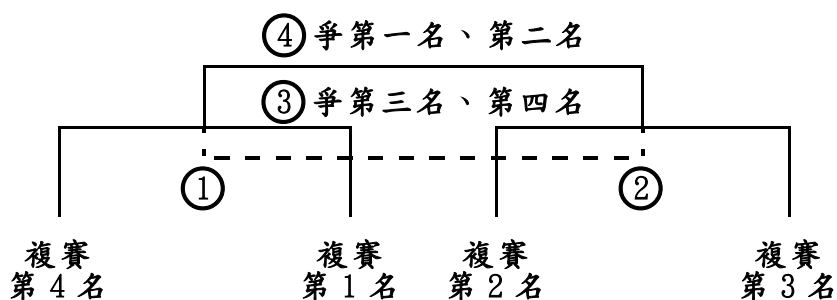 ④爭第一名、第二名
③爭第三名、第四名
① ②
複賽 複賽 複賽 複賽
第4名 第1名 第2名 第3名